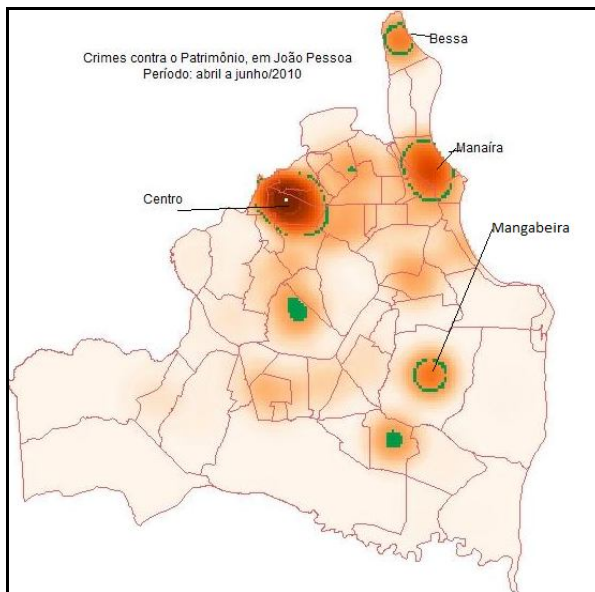 Bessa
Crimes contra o Patrimônio, em João Pessoa
Período: abril a junho/2010
Manaíra
Centro
Mangabeira